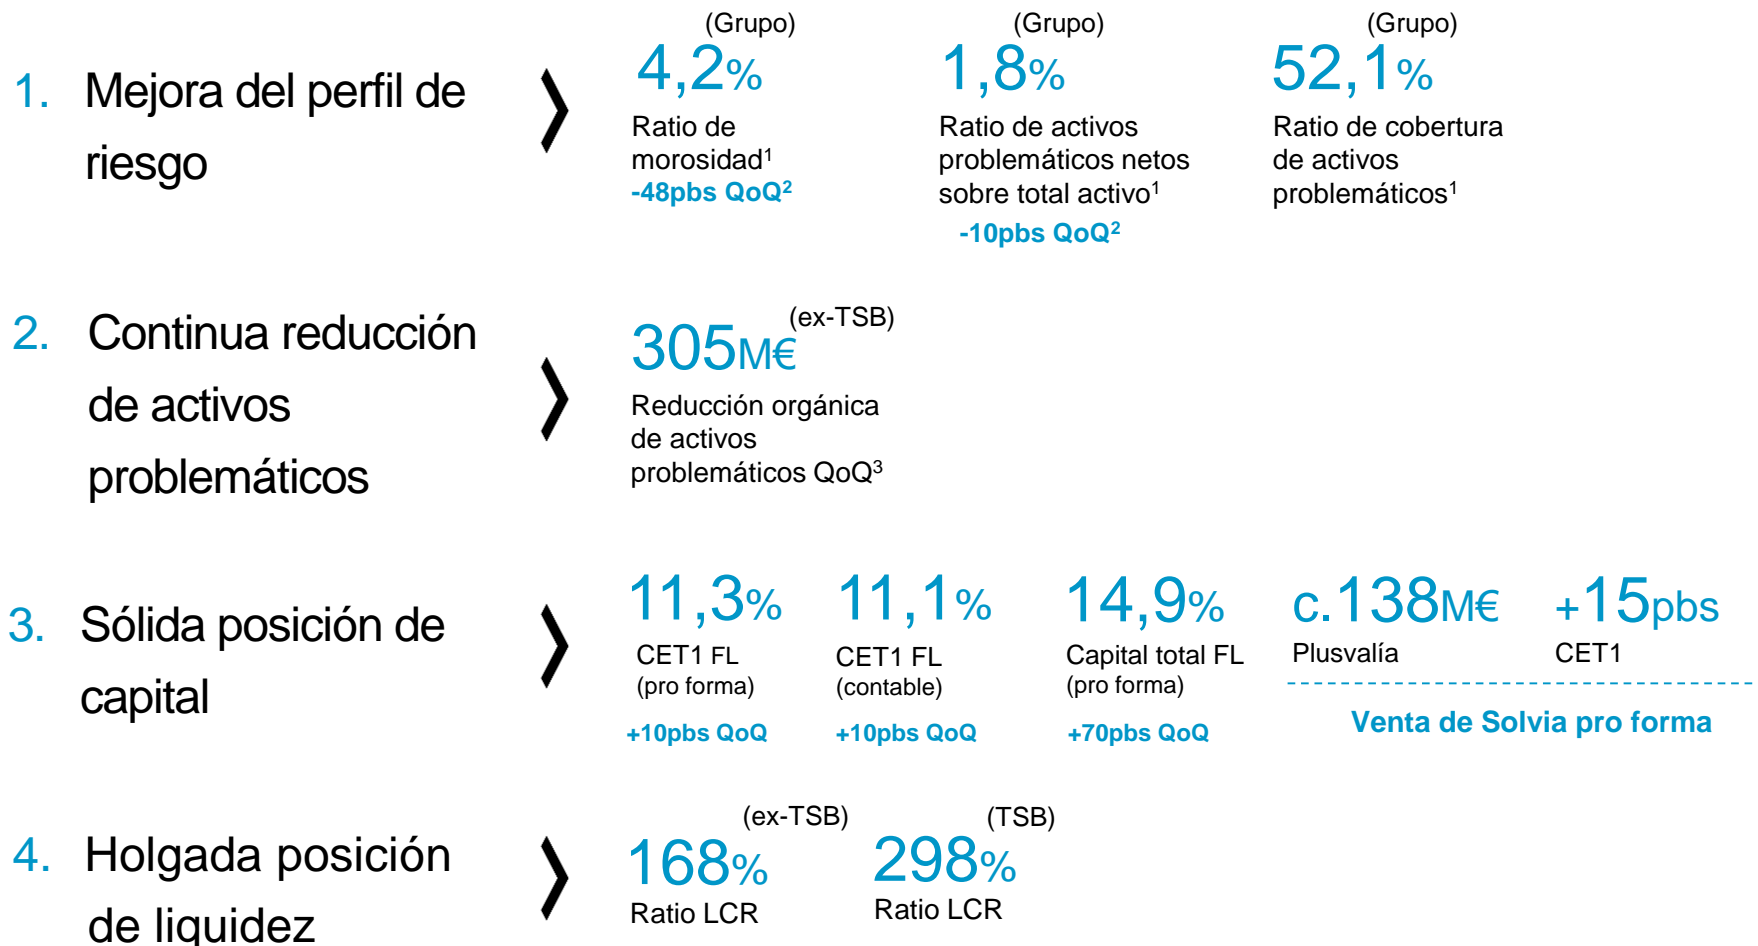 1. Mejora del perfil de
riesgo
(Grupo)
4,2%
Ratio de
morosidad1
-48pbs QoQ2
(Grupo)
1,8%
Ratio de activos
problemáticos netos
sobre total activo1
-10pbs QoQ2
(Grupo)
52,1%
Ratio de cobertura
de activos
problemáticos1
2. Continua reducción
de activos
problemáticos
(ex-TSB)
305M€
Reducción orgánica
de activos
problemáticos QoQ3
3. Sólida posición de
capital
11,3%
CET1 FL
(pro forma)
+10pbs QoQ
11,1%
CET1 FL
(contable)
+10pbs QoQ
14,9%
Capital total FL
(pro forma)
+70pbs QoQ
c.138M€
Plusvalía
+15pbs
CET1
Venta de Solvia pro forma
4. Holgada posición
de liquidez
(ex-TSB)
168%
Ratio LCR
(TSB)
298%
Ratio LCR